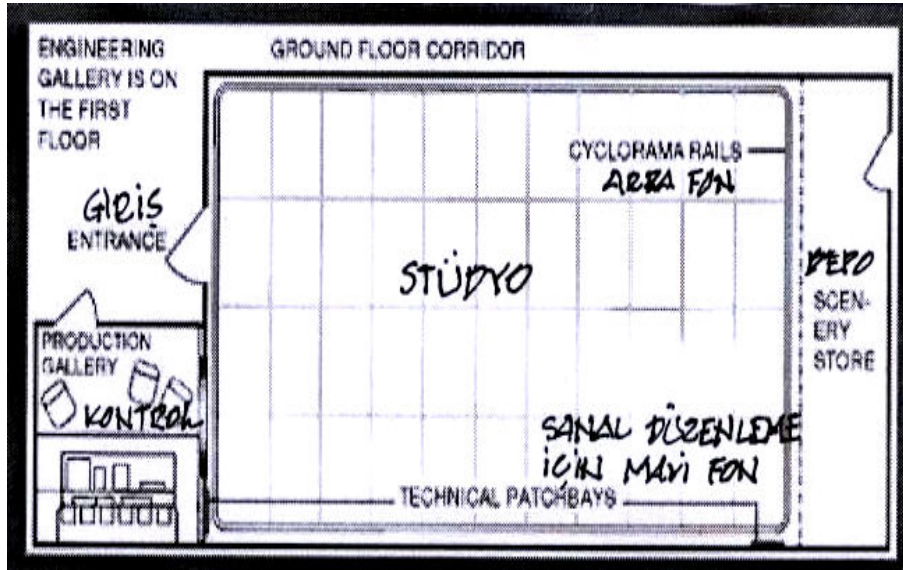 ENGINEERING
GALLERY IS ON
THE FIRST
FLOOR
GROUND FLOOR CORRIDOR
CYCLORAMA RAILS
ARKA FON
GİRİŞ
ENTRANCE
STÜDYO
DEPO
SCEN-
ERY
STORE
PRODUCTION
GALLERY
KONTROL
SANAL DÜZENLEME
İÇİN MAVİ FON
TECHNICAL PATCHBAYS